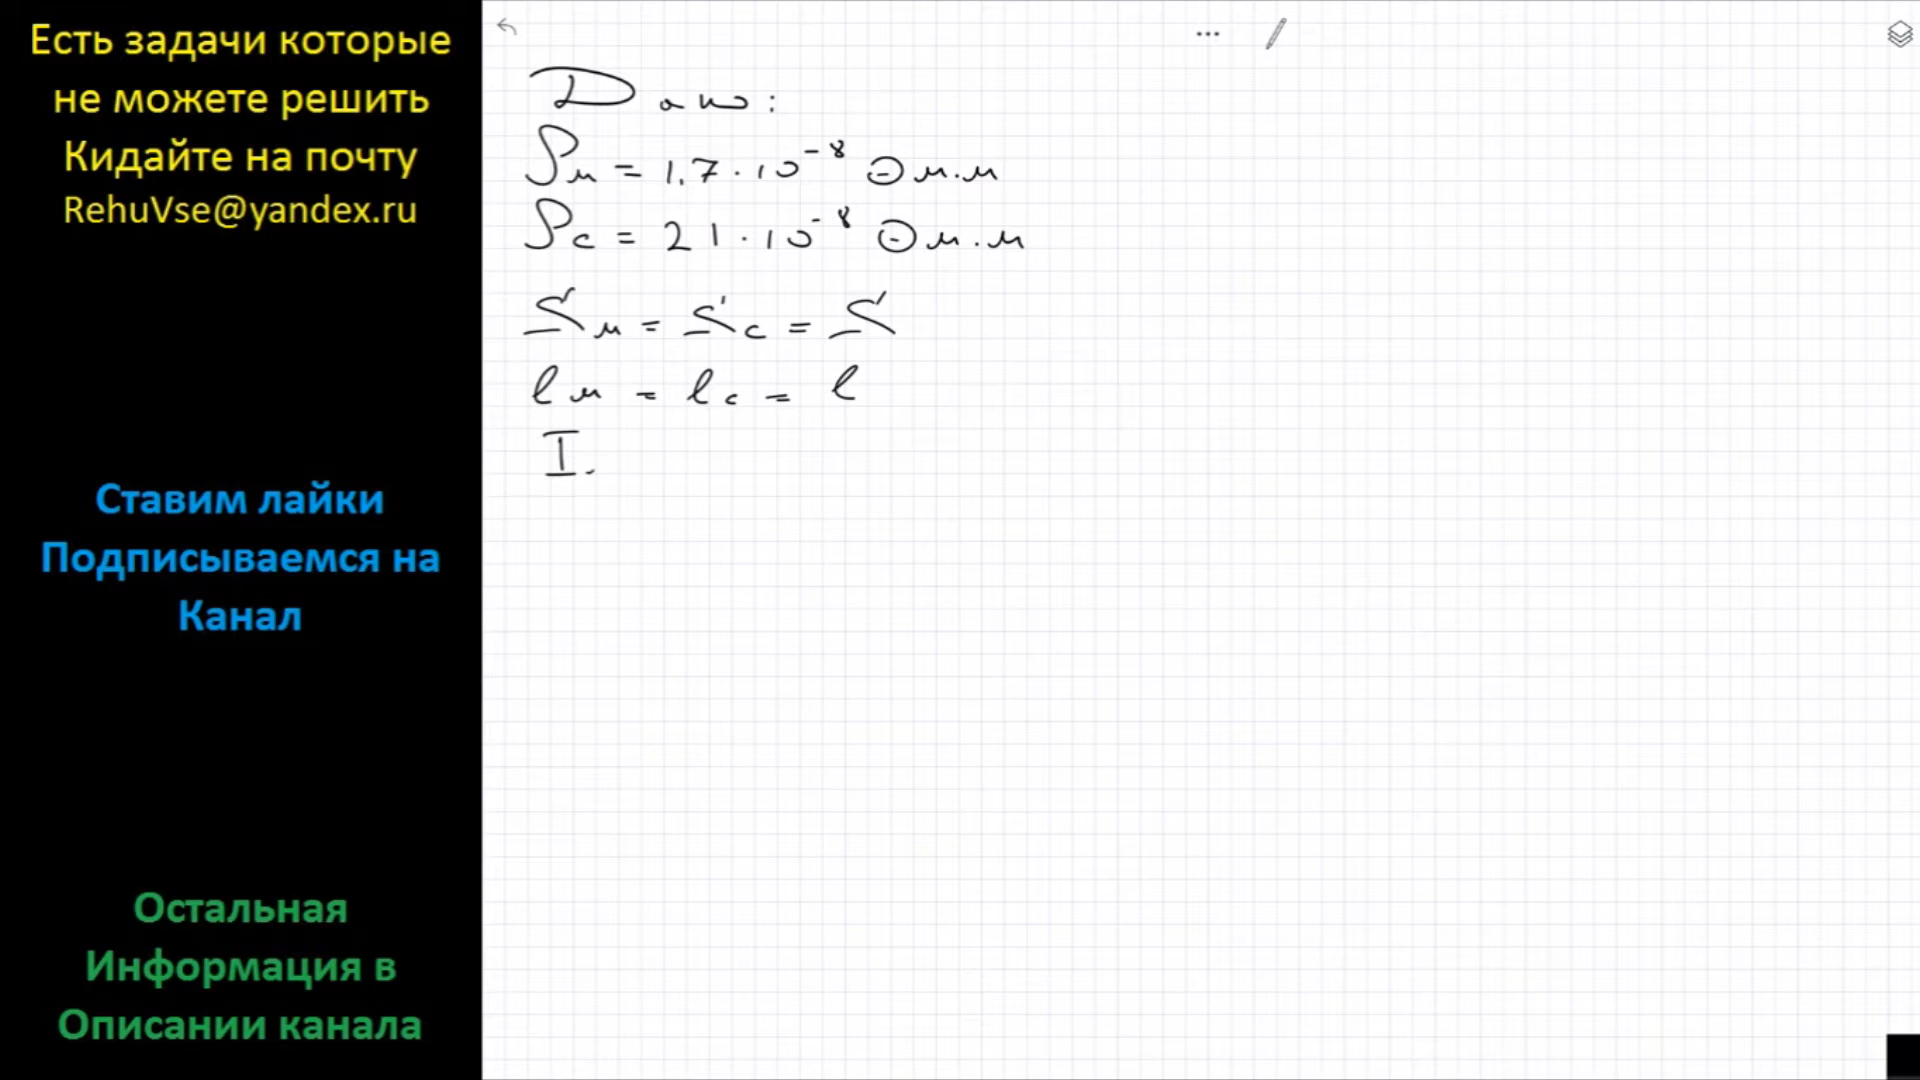 Есть задачи которые
не можете решить
Кидайте на почту
RehuVse@yandex.ru
Ставим лайки
Подписываемся на
Канал
Остальная
Информация в
Описании канала
Дано:
ρм = 1,7·10⁻⁸ Ом·м
ρс = 21·10⁻⁸ Ом·м
Sм = Sс = S
lм = lс = l
I.